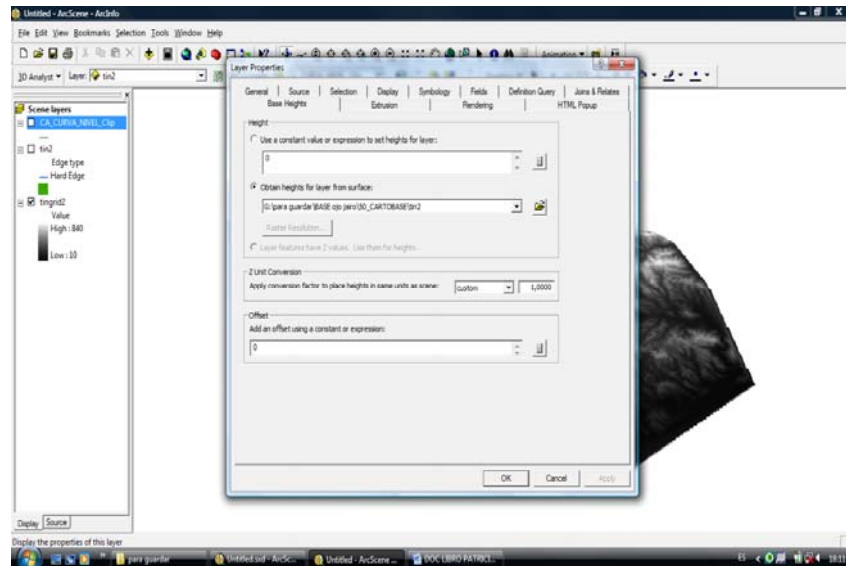 Untitled - ArcScene - ArcInfo
File Edit View Bookmarks Selection Tools Window Help
Animation
3D Analyst Layer: tin2
Scene layers
CA_CURVA_NIVEL_Clip
tin2
Edge type
Hard Edge
tingrid2
Value
High : 840
Low : 10
Display Source
Display the properties of this layer
Layer Properties
General Source Selection Display Symbology Fields Definition Query Joins & Relates
Base Heights Extrusion Rendering HTML Popup
Height
Use a constant value or expression to set heights for layer:
0
Obtain heights for layer from surface:
G:\para guardar\BASE ojo jairo\3D_CARTOBASE\tin2
Raster Resolution...
Layer features have Z values. Use them for heights.
Z Unit Conversion
Apply conversion factor to place heights in same units as scene: custom 1,0000
Offset
Add an offset using a constant or expression:
0
OK Cancel Apply
para guardar Untitled.sxd - ArcSc... Untitled - ArcScene ... DOC LIBRO PATRICI... ES 18:11